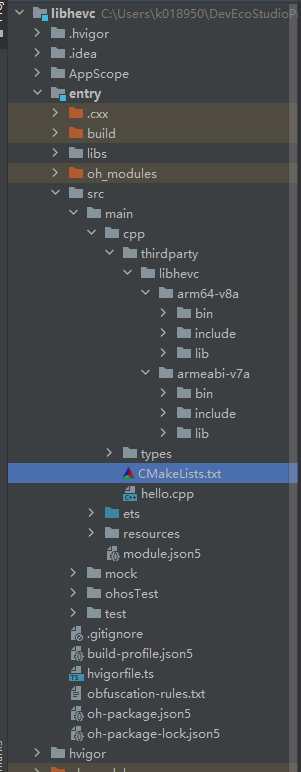 libhevc C:\Users\k018950\DevEcoStudioP
.hvigor
.idea
AppScope
entry
.cxx
build
libs
oh_modules
src
main
cpp
thirdparty
libhevc
arm64-v8a
bin
include
lib
armeabi-v7a
bin
include
lib
types
CMakeLists.txt
hello.cpp
ets
resources
module.json5
mock
ohosTest
test
.gitignore
build-profile.json5
hvigorfile.ts
obfuscation-rules.txt
oh-package.json5
oh-package-lock.json5
hvigor